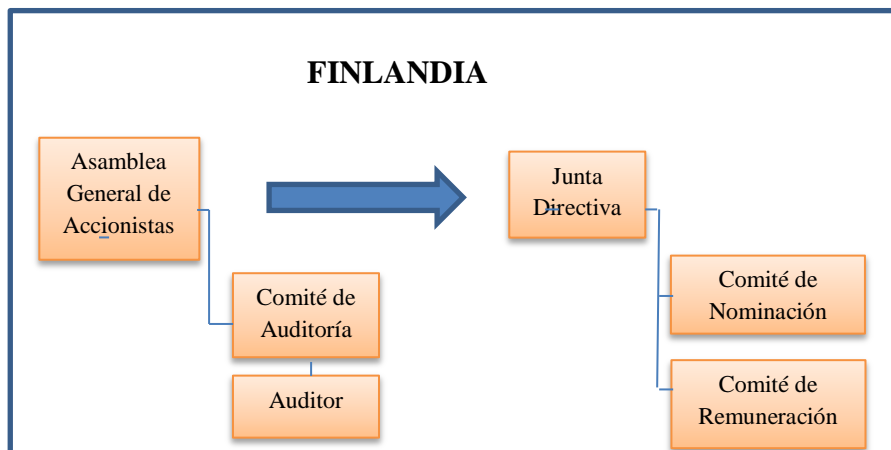 FINLANDIA
Asamblea
General de
Accionistas
Junta
Directiva
Comité de
Auditoría
Auditor
Comité de
Nominación
Comité de
Remuneración